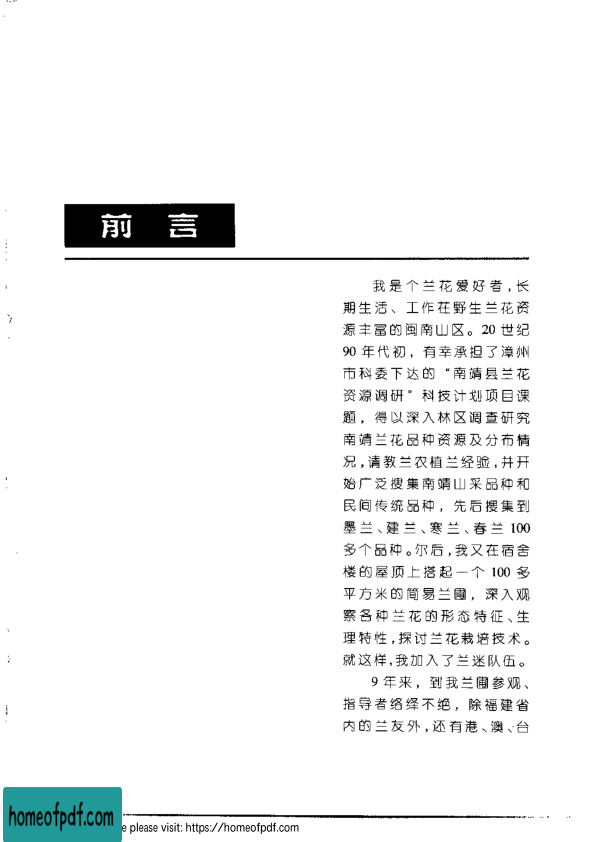 前 言
我是个兰花爱好者,长
期生活、工作在野生兰花资
源丰富的闽南山区。20 世纪
90 年代初，有幸承担了漳州
市科委下达的“南靖县兰花
资源调研”科技计划项目课
题，得以深入林区调查研究
南靖兰花品种资源及分布情
况,请教兰农植兰经验,并开
始广泛搜集南靖山采品种和
民间传统品种，先后搜集到
墨兰、建兰、寒兰、春兰 100
多个品种。尔后,我又在宿舍
楼的屋顶上搭起一个 100 多
平方米的简易兰圃，深入观
察各种兰花的形态特征、生
理特性,探讨兰花栽培技术。
就这样,我加入了兰迷队伍。
9 年来，到我兰圃参观、
指导者络绎不绝，除福建省
内的兰友外,还有港、澳、台
homeofpdf.com
e please visit: https://homeofpdf.com